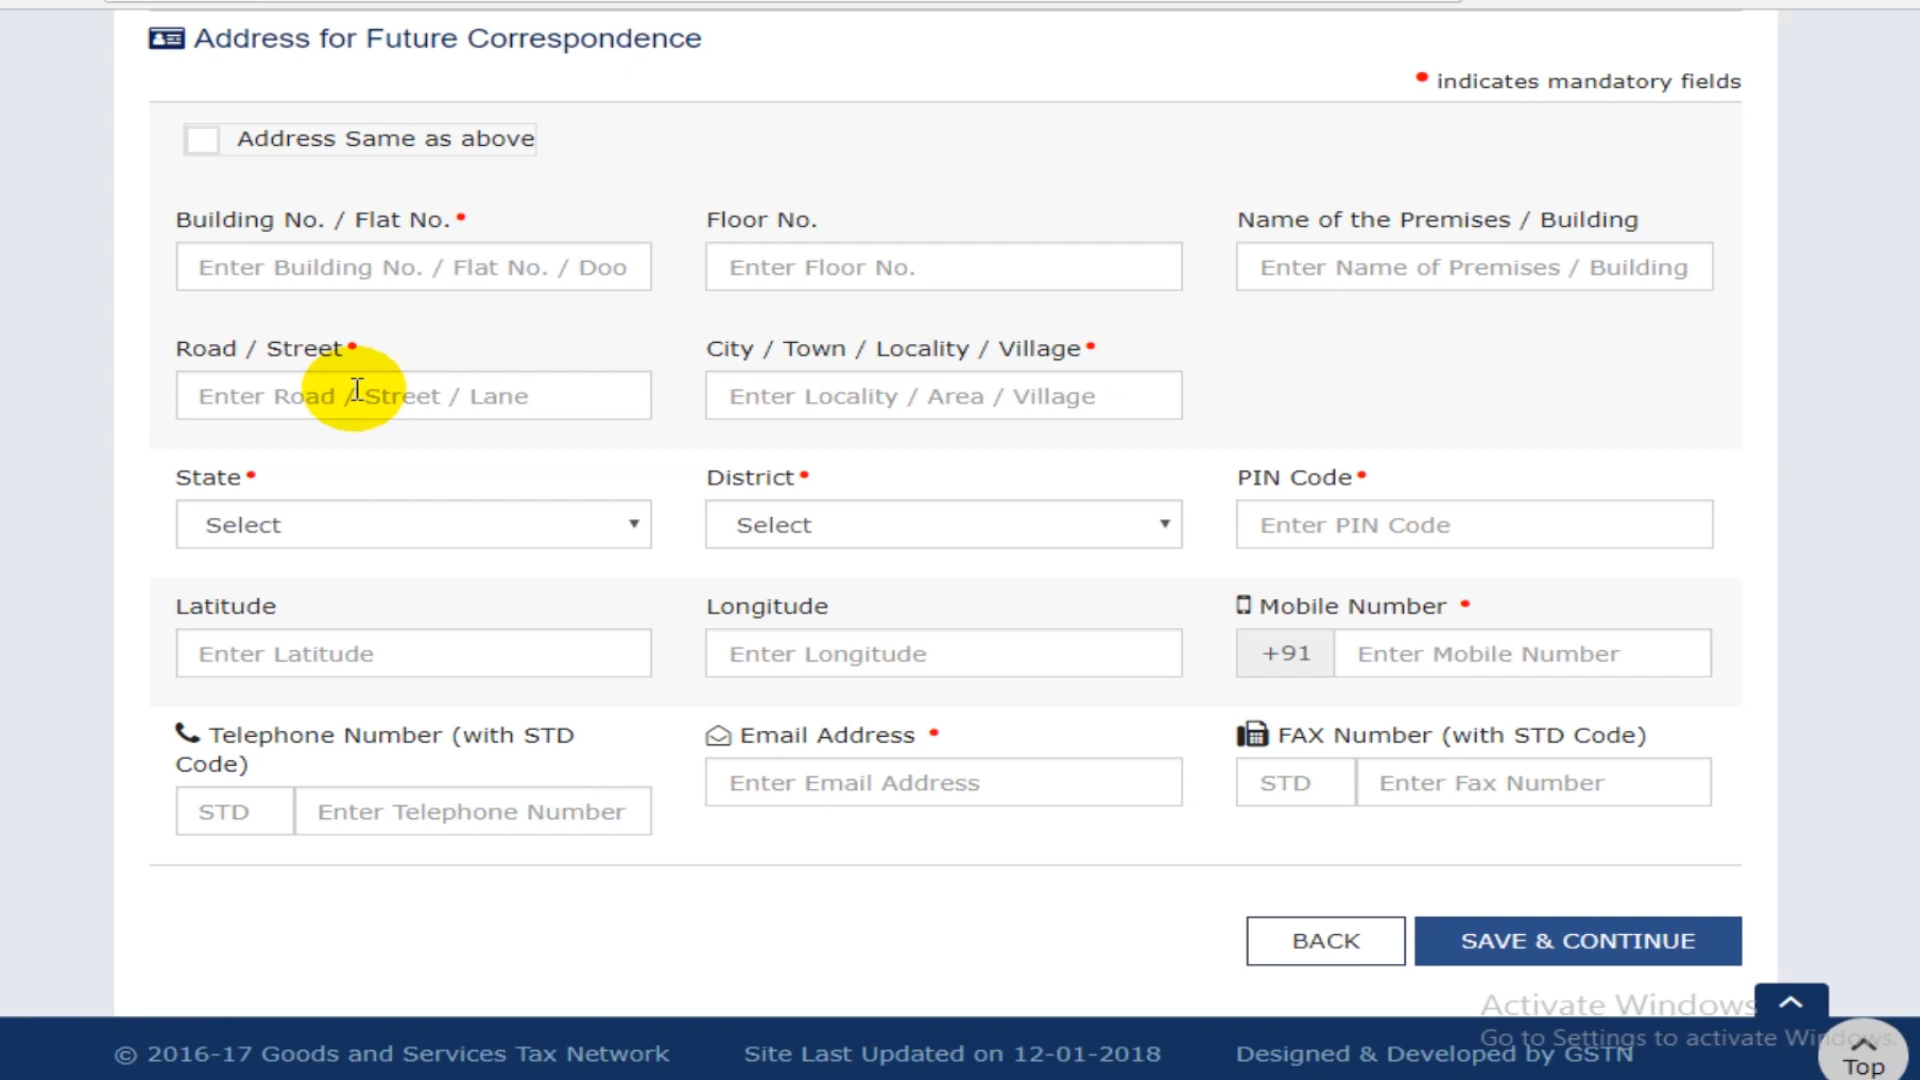 Address for Future Correspondence
• indicates mandatory fields
Address Same as above
Building No. / Flat No.•
Floor No.
Name of the Premises / Building
Enter Building No. / Flat No. / Doo
Enter Floor No.
Enter Name of Premises / Building
Road / Street•
City / Town / Locality / Village•
Enter Road / Street / Lane
Enter Locality / Area / Village
State•
District•
PIN Code•
Select
Select
Enter PIN Code
Latitude
Longitude
Mobile Number •
Enter Latitude
Enter Longitude
+91
Enter Mobile Number
Telephone Number (with STD
Code)
Email Address •
FAX Number (with STD Code)
STD
Enter Telephone Number
Enter Email Address
STD
Enter Fax Number
BACK
SAVE & CONTINUE
Activate Windows
Go to Settings to activate Windows.
© 2016-17 Goods and Services Tax Network
Site Last Updated on 12-01-2018
Designed & Developed by GSTN
Top